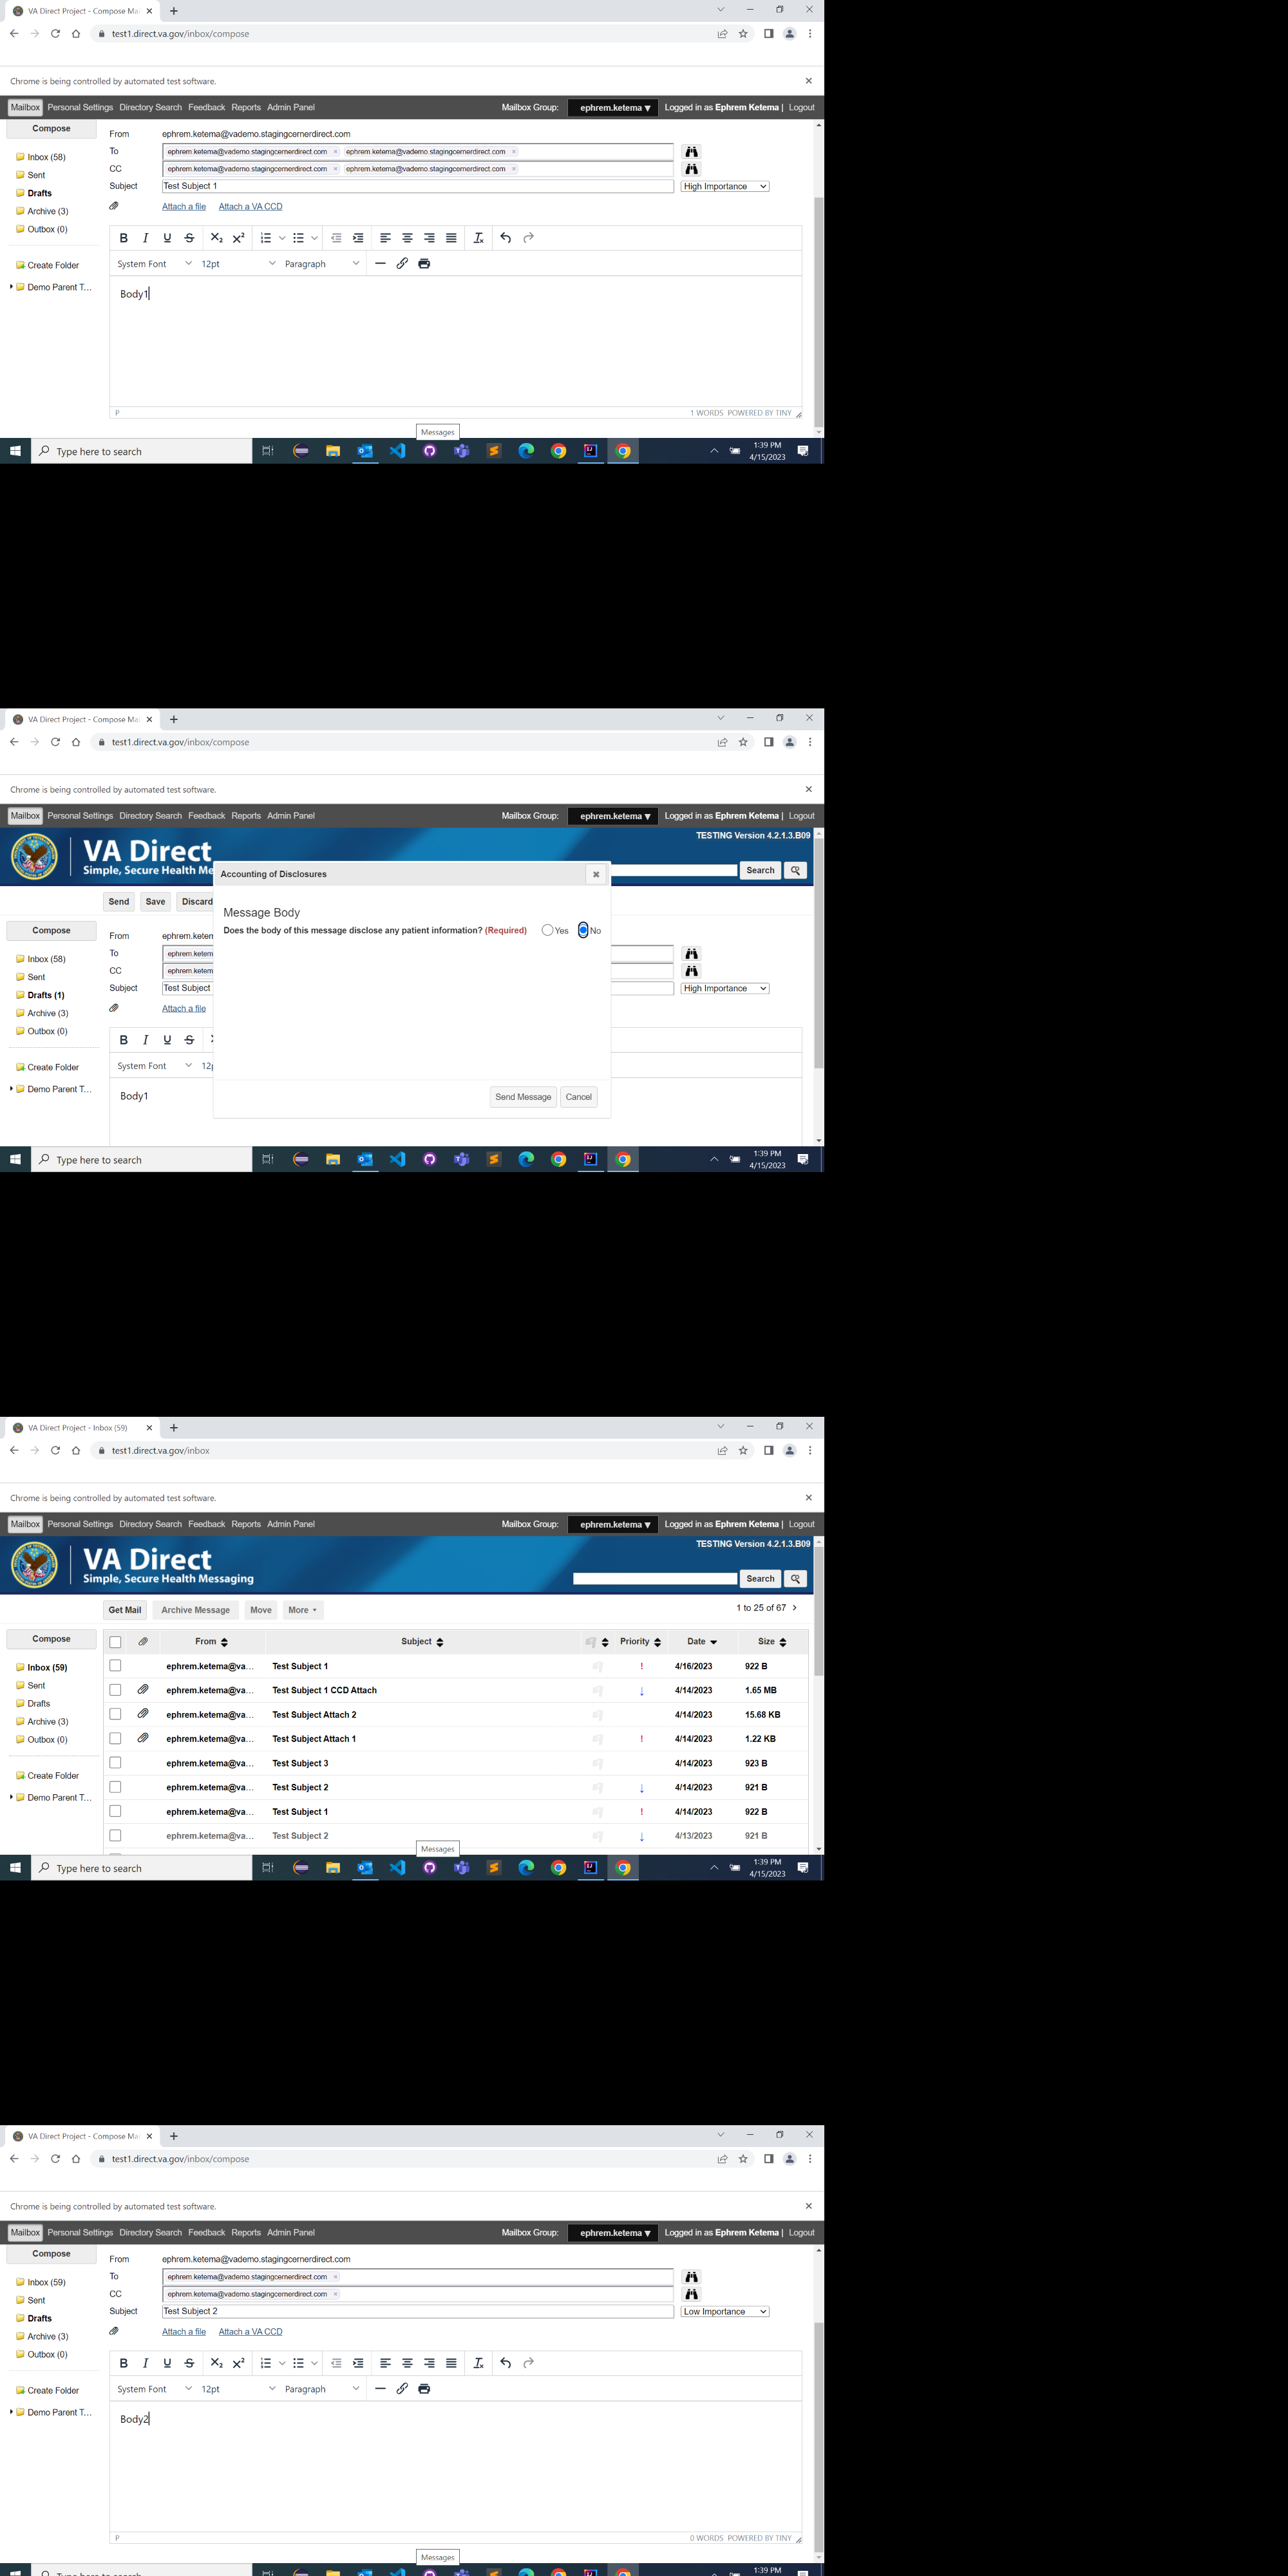 VA Direct Project - Compose Ma
test1.direct.va.gov/inbox/compose
Chrome is being controlled by automated test software.
Mailbox Personal Settings Directory Search Feedback Reports Admin Panel Mailbox Group: ephrem.ketema ▼ Logged in as Ephrem Ketema | Logout
Compose
From ephrem.ketema@vademo.stagingcernerdirect.com
Inbox (58)
To ephrem.ketema@vademo.stagingcernerdirect.com × ephrem.ketema@vademo.stagingcernerdirect.com ×
Sent
CC ephrem.ketema@vademo.stagingcernerdirect.com × ephrem.ketema@vademo.stagingcernerdirect.com ×
Drafts
Subject Test Subject 1 High Importance
Archive (3)
Attach a file Attach a VA CCD
Outbox (0)
Create Folder
System Font 12pt Paragraph
Demo Parent T...
Body1
P 1 WORDS POWERED BY TINY
Messages
Type here to search
1:39 PM
4/15/2023
VA Direct Project - Compose Ma
test1.direct.va.gov/inbox/compose
Chrome is being controlled by automated test software.
Mailbox Personal Settings Directory Search Feedback Reports Admin Panel Mailbox Group: ephrem.ketema ▼ Logged in as Ephrem Ketema | Logout
TESTING Version 4.2.1.3.B09
VA Direct
Simple, Secure Health Me
Search
Accounting of Disclosures
Send Save Discard
Message Body
Does the body of this message disclose any patient information? (Required) Yes No
Compose
From ephrem.keter
Inbox (58)
To ephrem.ketem
Sent
CC ephrem.ketem
Drafts (1)
Subject Test Subject High Importance
Archive (3)
Attach a file
Outbox (0)
Create Folder
System Font 12p
Demo Parent T...
Body1
Send Message Cancel
Type here to search
1:39 PM
4/15/2023
VA Direct Project - Inbox (59)
test1.direct.va.gov/inbox
Chrome is being controlled by automated test software.
Mailbox Personal Settings Directory Search Feedback Reports Admin Panel Mailbox Group: ephrem.ketema ▼ Logged in as Ephrem Ketema | Logout
TESTING Version 4.2.1.3.B09
VA Direct
Simple, Secure Health Messaging
Search
Get Mail Archive Message Move More 1 to 25 of 67
Compose
From Subject Priority Date Size
Inbox (59)
Sent
Drafts
Archive (3)
Outbox (0)
Create Folder
Demo Parent T...
ephrem.ketema@va... Test Subject 1 ! 4/16/2023 922 B
ephrem.ketema@va... Test Subject 1 CCD Attach ↓ 4/14/2023 1.65 MB
ephrem.ketema@va... Test Subject Attach 2 4/14/2023 15.68 KB
ephrem.ketema@va... Test Subject Attach 1 ! 4/14/2023 1.22 KB
ephrem.ketema@va... Test Subject 3 4/14/2023 923 B
ephrem.ketema@va... Test Subject 2 ↓ 4/14/2023 921 B
ephrem.ketema@va... Test Subject 1 ! 4/14/2023 922 B
ephrem.ketema@va... Test Subject 2 ↓ 4/13/2023 921 B
Messages
Type here to search
1:39 PM
4/15/2023
VA Direct Project - Compose Ma
test1.direct.va.gov/inbox/compose
Chrome is being controlled by automated test software.
Mailbox Personal Settings Directory Search Feedback Reports Admin Panel Mailbox Group: ephrem.ketema ▼ Logged in as Ephrem Ketema | Logout
Compose
From ephrem.ketema@vademo.stagingcernerdirect.com
Inbox (59)
To ephrem.ketema@vademo.stagingcernerdirect.com ×
Sent
CC ephrem.ketema@vademo.stagingcernerdirect.com ×
Drafts
Subject Test Subject 2 Low Importance
Archive (3)
Attach a file Attach a VA CCD
Outbox (0)
Create Folder
System Font 12pt Paragraph
Demo Parent T...
Body2
P 0 WORDS POWERED BY TINY
Messages
Type here to search
1:39 PM